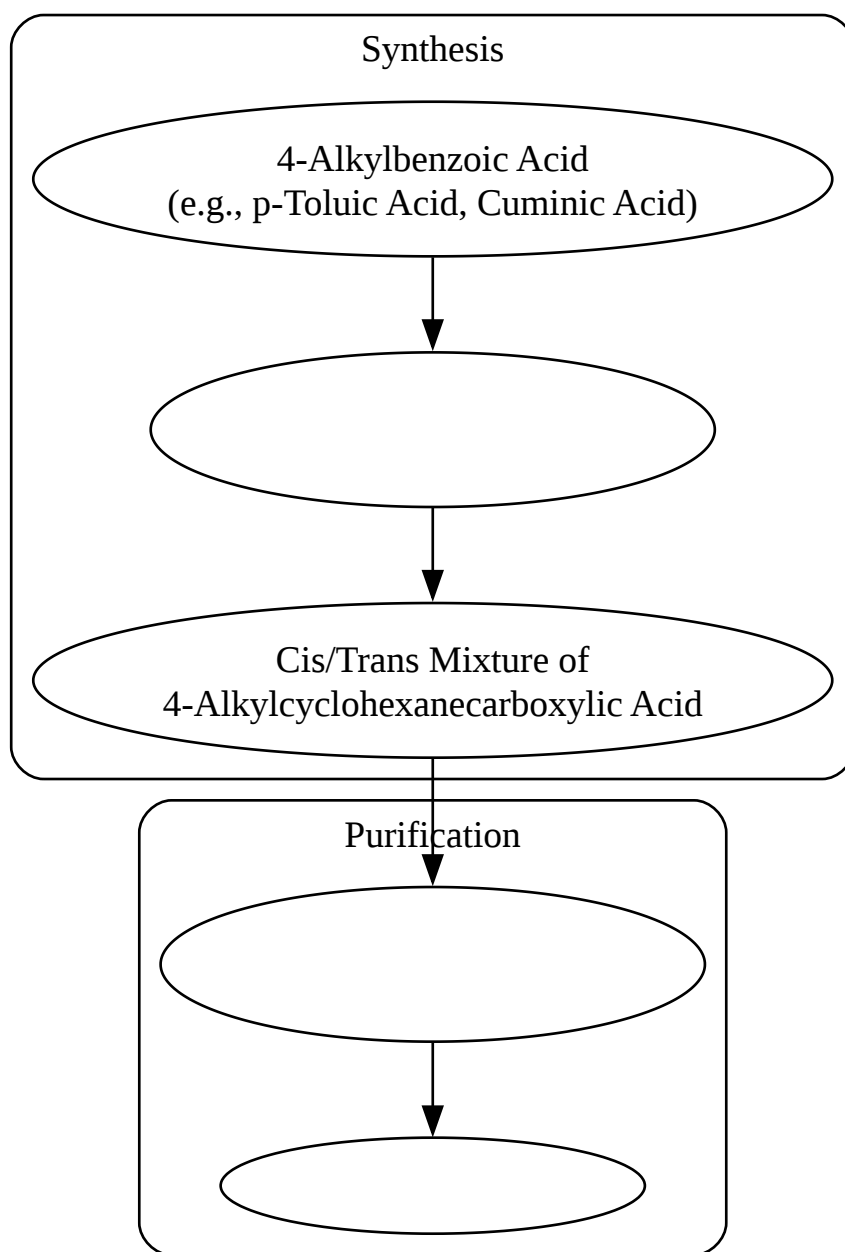 Synthesis
4-Alkylbenzoic Acid
(e.g., p-Toluic Acid, Cuminic Acid)
Cis/Trans Mixture of
4-Alkylcyclohexanecarboxylic Acid
Purification